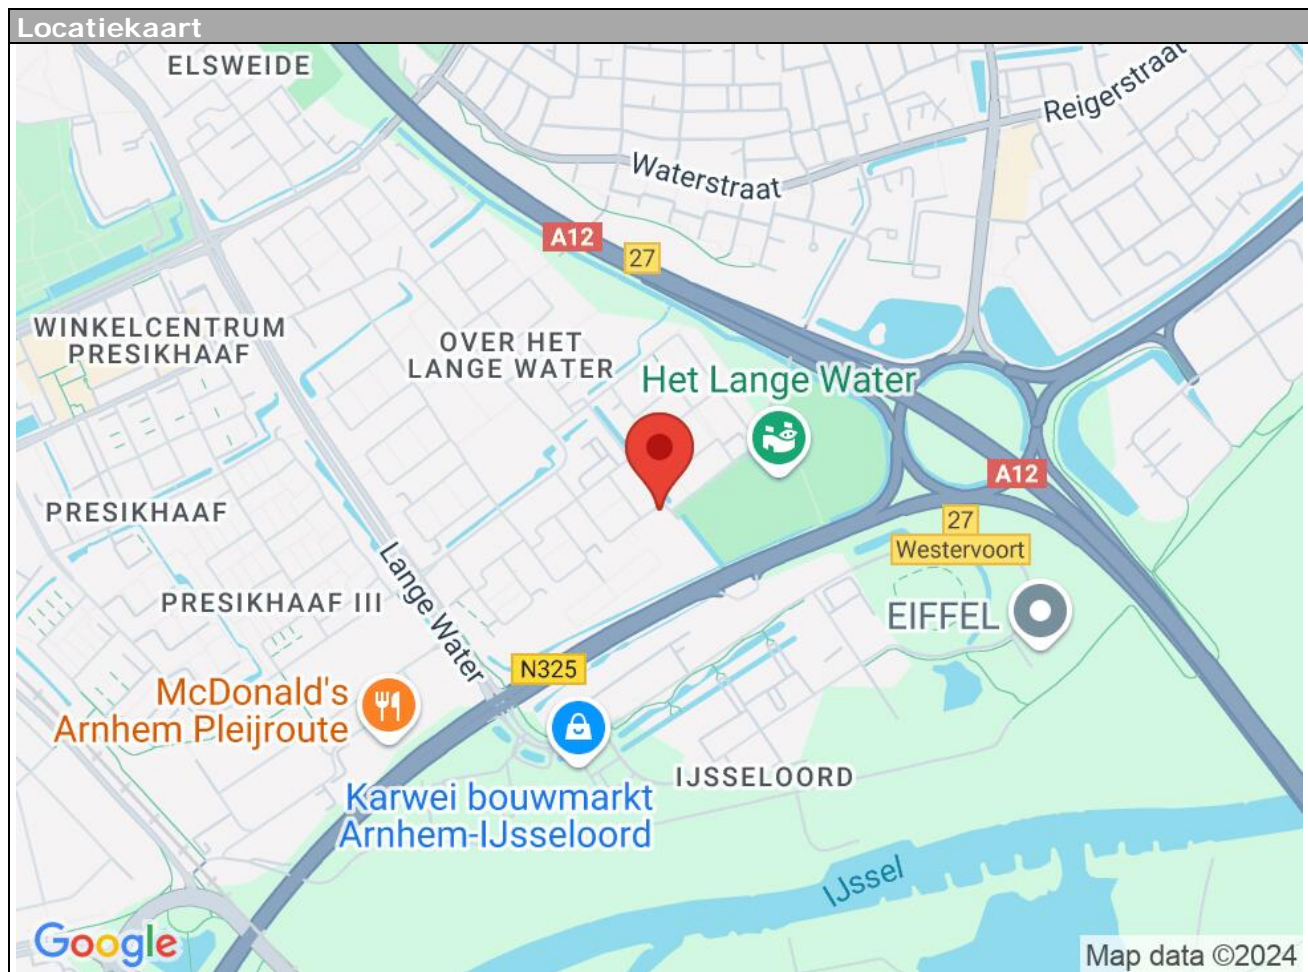 Locatiekaart
ELSWEIDE
Reigerstraat
Waterstraat
A12
27
WINKELCENTRUM
PRESIKHAAF
OVER HET
LANGE WATER
Het Lange Water
A12
PRESIKHAAF
27
Westervoort
Lange Water
PRESIKHAAF III
EIFFEL
N325
McDonald's
Arnhem Pleijroute
IJSSELOORD
Karwei bouwmarkt
Arnhem-IJsseloord
IJssel
Google
Map data ©2024